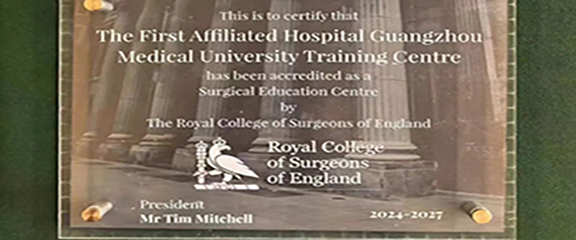 This is to certify that
The First Affiliated Hospital Guangzhou
Medical University Training Centre
has been accredited as a
Surgical Education Centre
by
The Royal College of Surgeons of England
Royal College
of Surgeons
of England
President
Mr Tim Mitchell
2024-2027